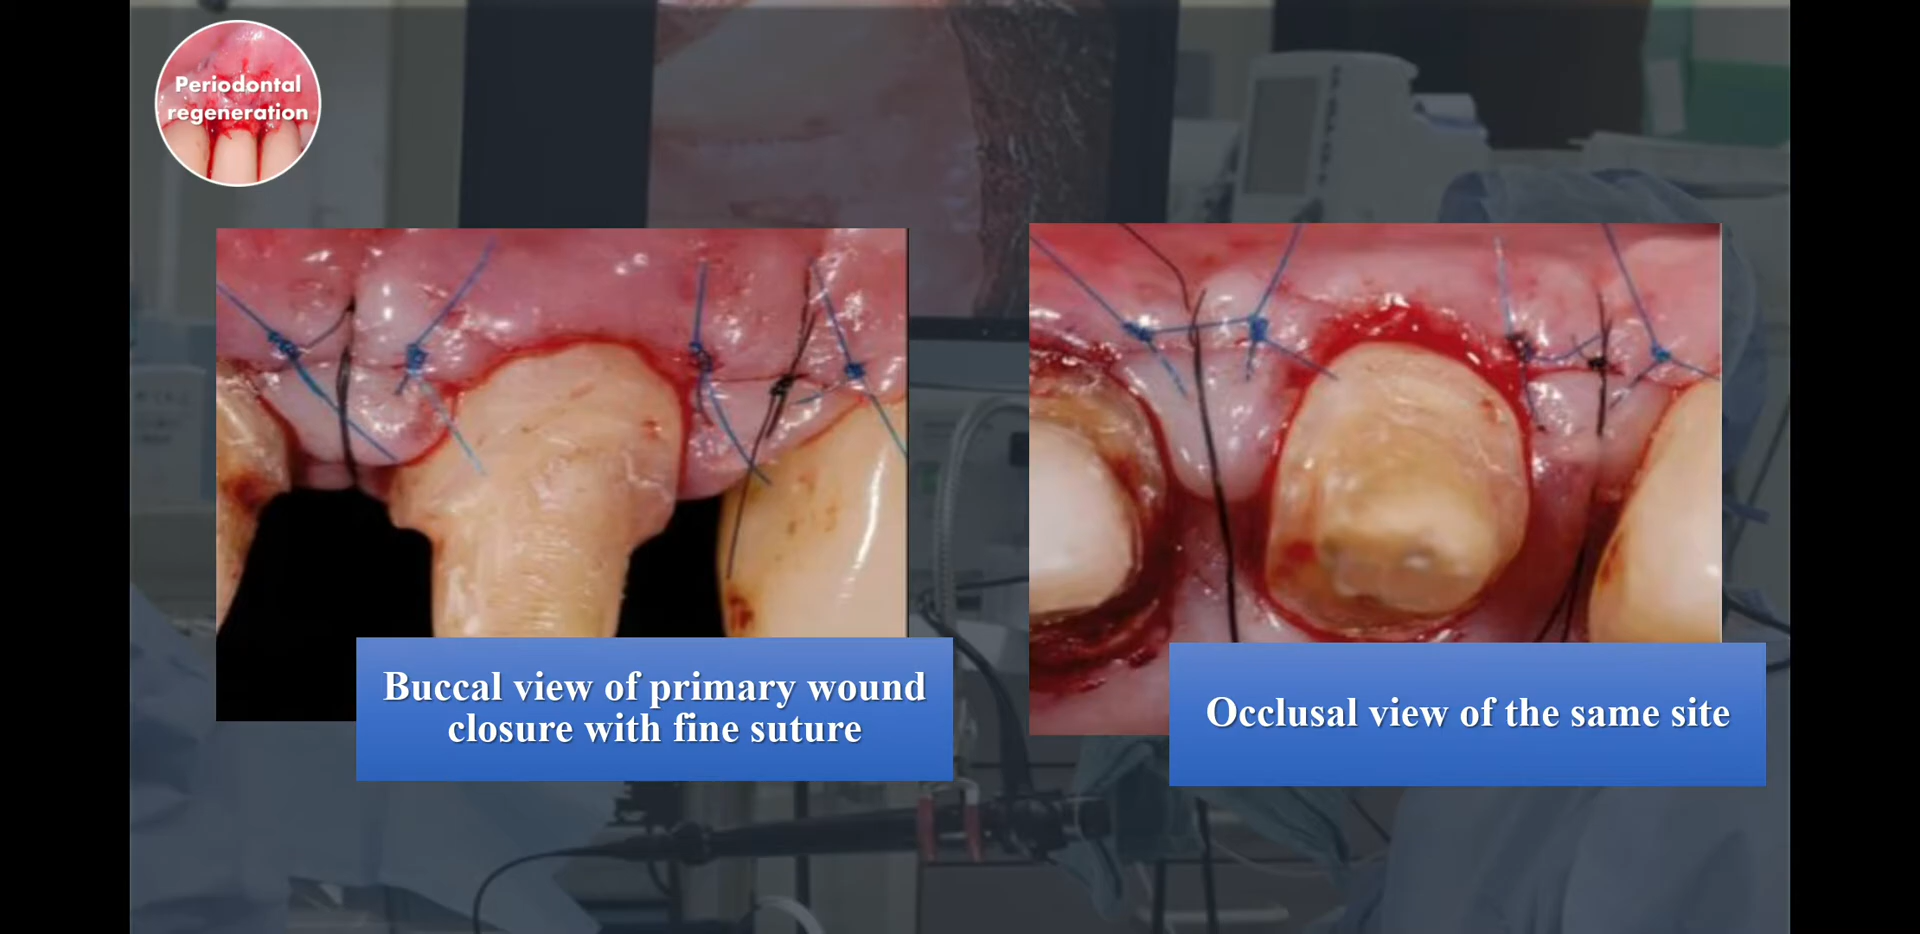 Periodontal
regeneration
Buccal view of primary wound
closure with fine suture
Occlusal view of the same site